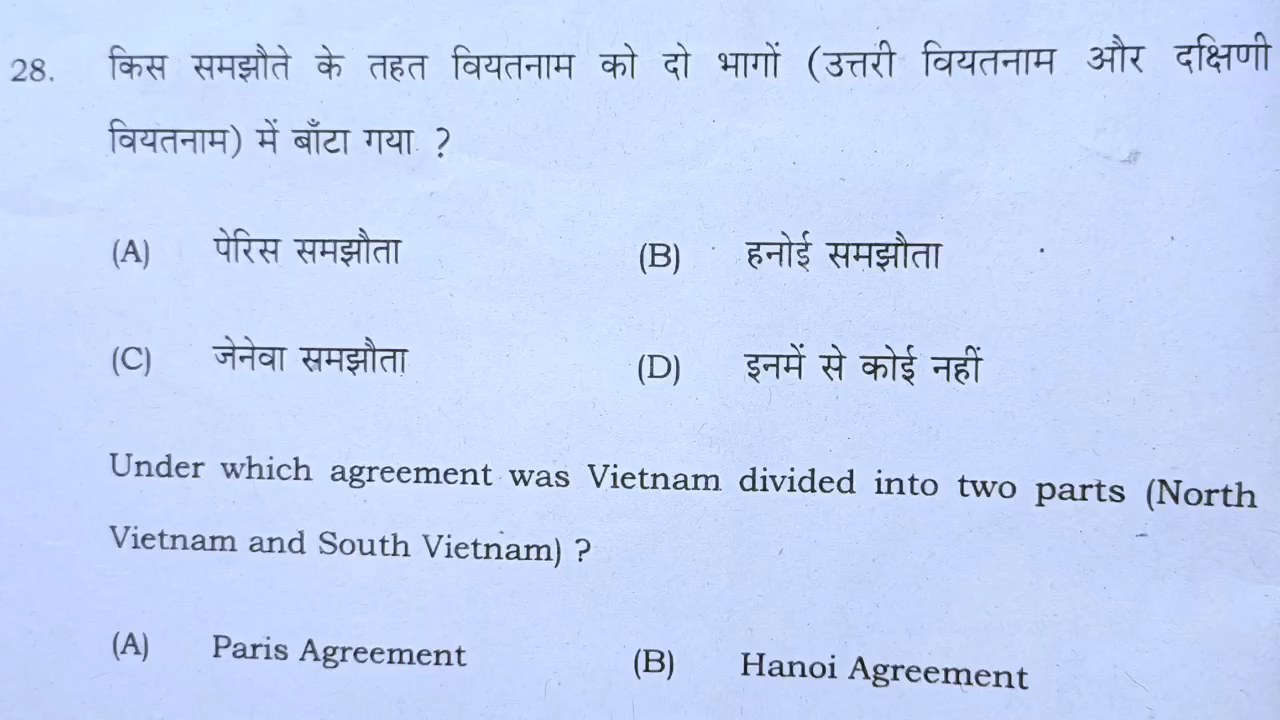 28. किस समझौते के तहत वियतनाम को दो भागों (उत्तरी वियतनाम और दक्षिणी
वियतनाम) में बाँटा गया ?
(A) पेरिस समझौता (B) हनोई समझौता
(C) जेनेवा समझौता (D) इनमें से कोई नहीं
Under which agreement was Vietnam divided into two parts (North
Vietnam and South Vietnam) ?
(A) Paris Agreement (B) Hanoi Agreement